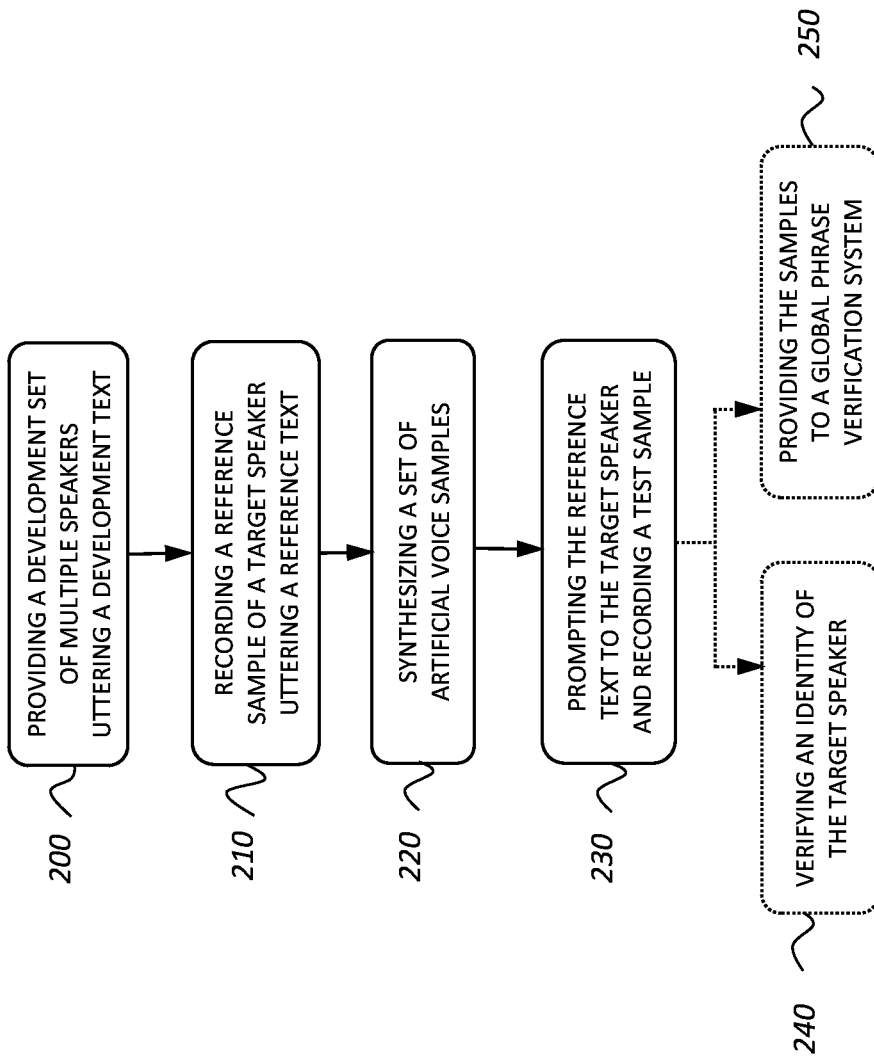 200
PROVIDING A DEVELOPMENT SET
OF MULTIPLE SPEAKERS
UTTERING A DEVELOPMENT TEXT
210
RECORDING A REFERENCE
SAMPLE OF A TARGET SPEAKER
UTTERING A REFERENCE TEXT
220
SYNTHESIZING A SET OF
ARTIFICIAL VOICE SAMPLES
230
PROMPTING THE REFERENCE
TEXT TO THE TARGET SPEAKER
AND RECORDING A TEST SAMPLE
240
VERIFYING AN IDENTITY OF
THE TARGET SPEAKER
250
PROVIDING THE SAMPLES
TO A GLOBAL PHRASE
VERIFICATION SYSTEM